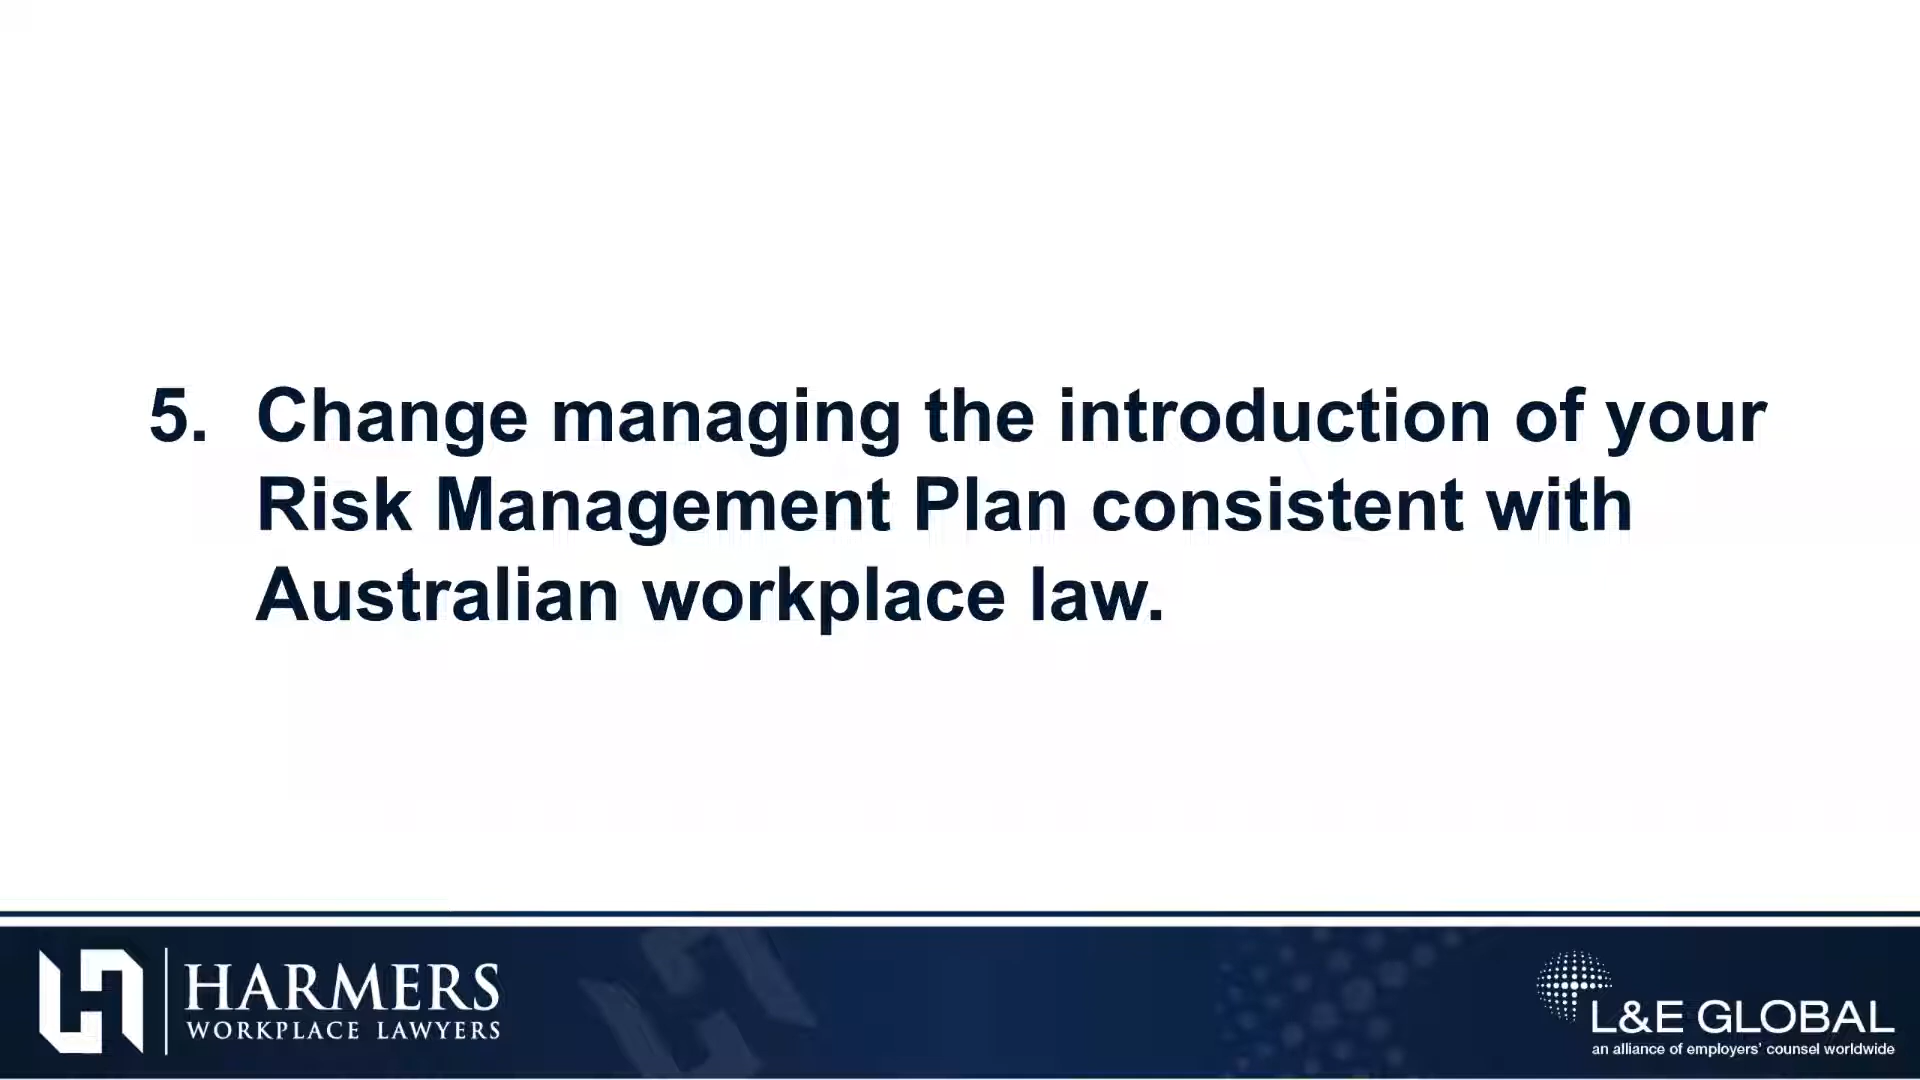 5. Change managing the introduction of your
Risk Management Plan consistent with
Australian workplace law.
HARMERS
WORKPLACE LAWYERS
L&E GLOBAL
an alliance of employers' counsel worldwide